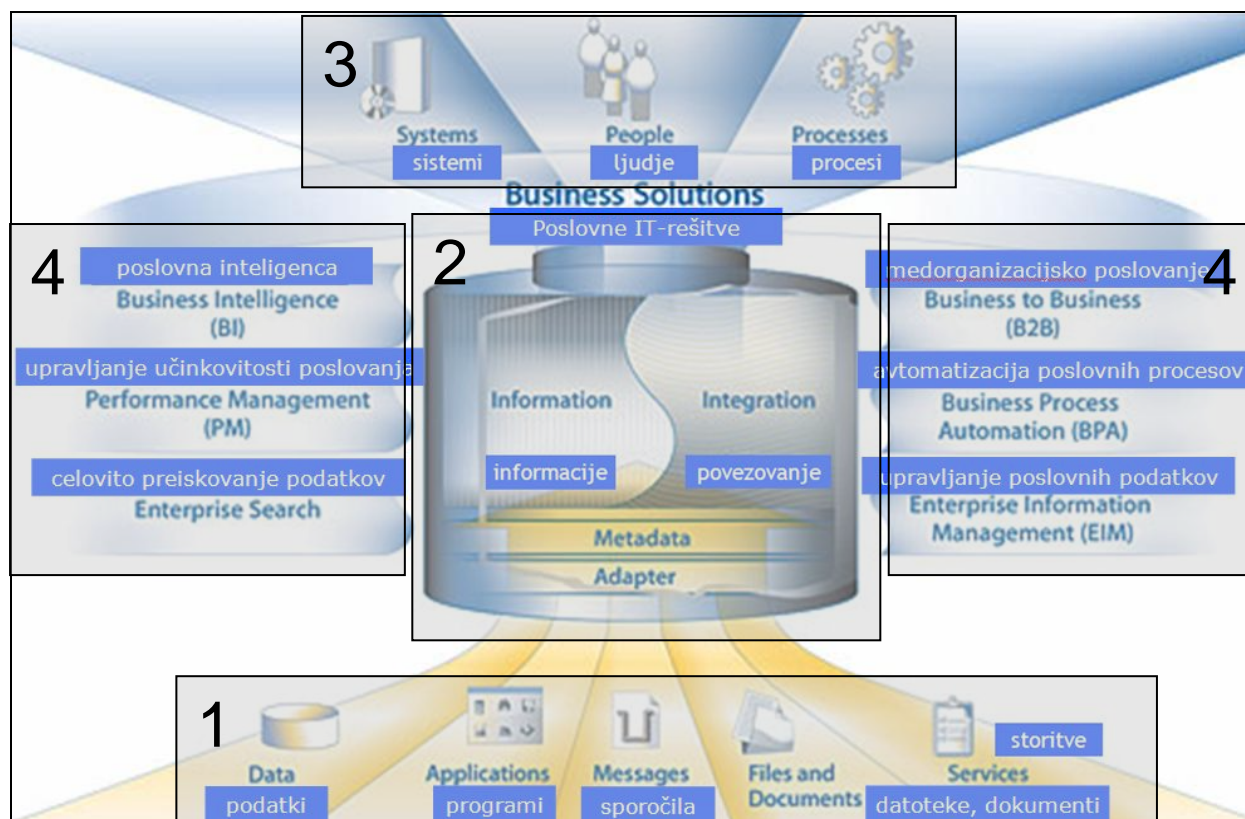 3
Systems
sistemi
People
ljudje
Processes
procesi
Business Solutions
Poslovne IT-rešitve
4
poslovna inteligenca
Business Intelligence
(BI)
upravljanje učinkovitosti poslovanja
Performance Management
(PM)
celovito preiskovanje podatkov
Enterprise Search
2
Information
informacije
Integration
povezovanje
Metadata
Adapter
4
medorganizacijsko poslovanje
Business to Business
(B2B)
avtomatizacija poslovnih procesov
Business Process
Automation (BPA)
upravljanje poslovnih podatkov
Enterprise Information
Management (EIM)
1
Data
podatki
Applications
programi
Messages
sporočila
Files and
Documents
datoteke, dokumenti
storitve
Services